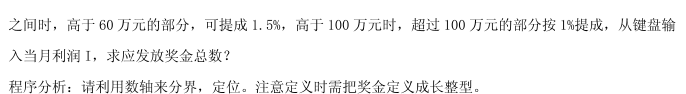 之间时，高于 60 万元的部分，可提成 1.5%，高于 100 万元时，超过 100 万元的部分按 1%提成，从键盘输
入当月利润 I，求应发放奖金总数？
程序分析：请利用数轴来分界，定位。注意定义时需把奖金定义成长整型。